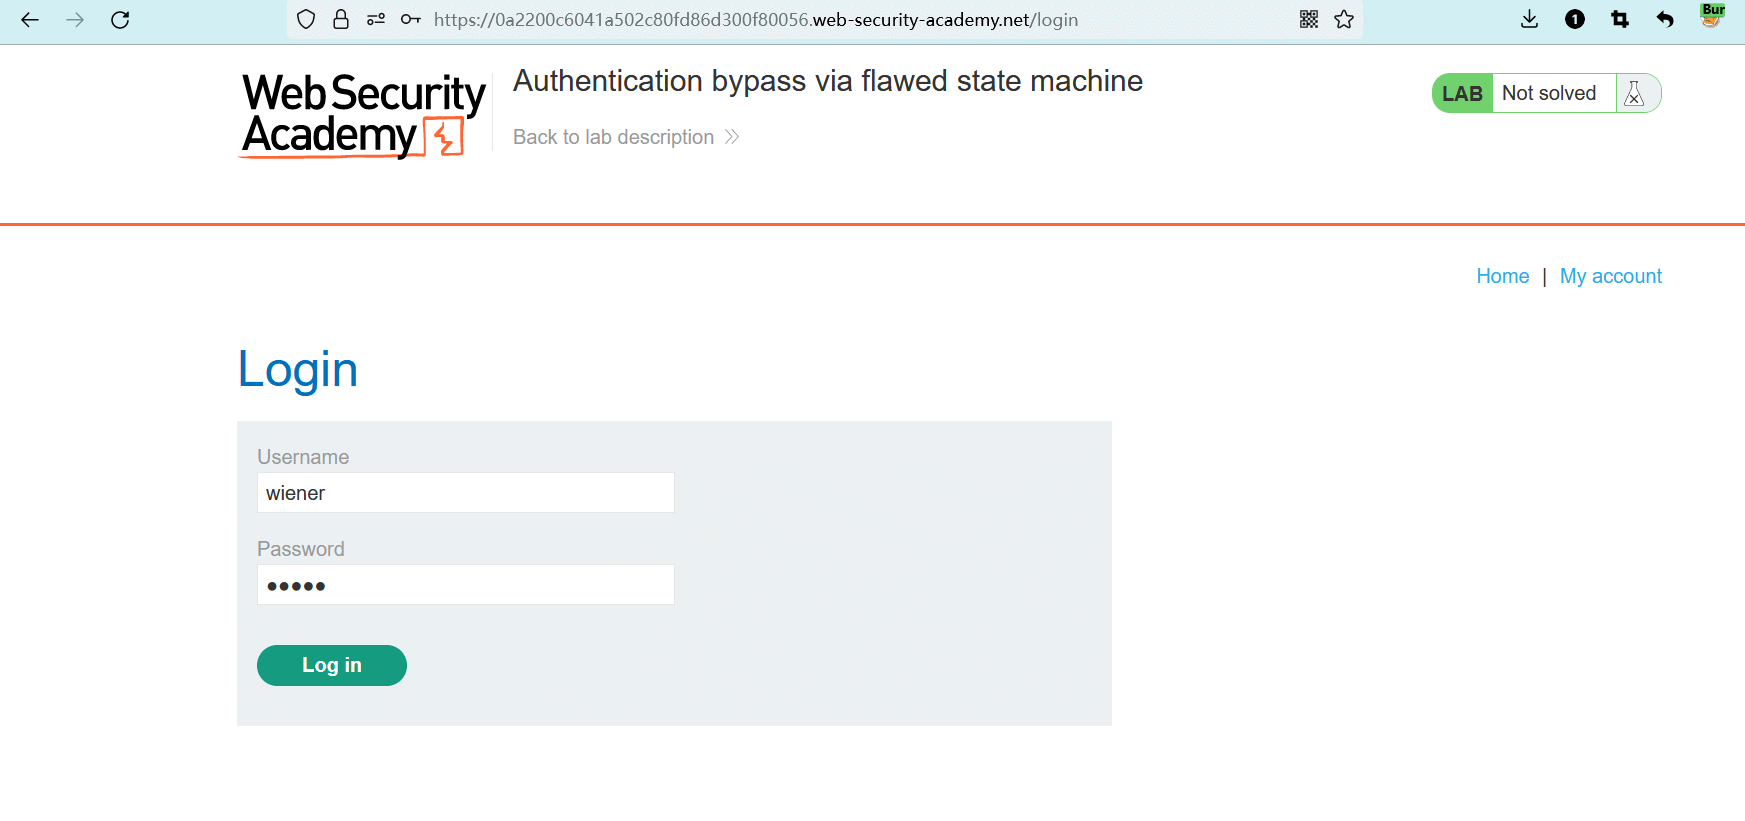 https://0a2200c6041a502c80fd86d300f80056.web-security-academy.net/login
1
Bur
Web Security
Academy
Authentication bypass via flawed state machine
Back to lab description
LAB Not solved
Home | My account
Login
Username
wiener
Password
Log in